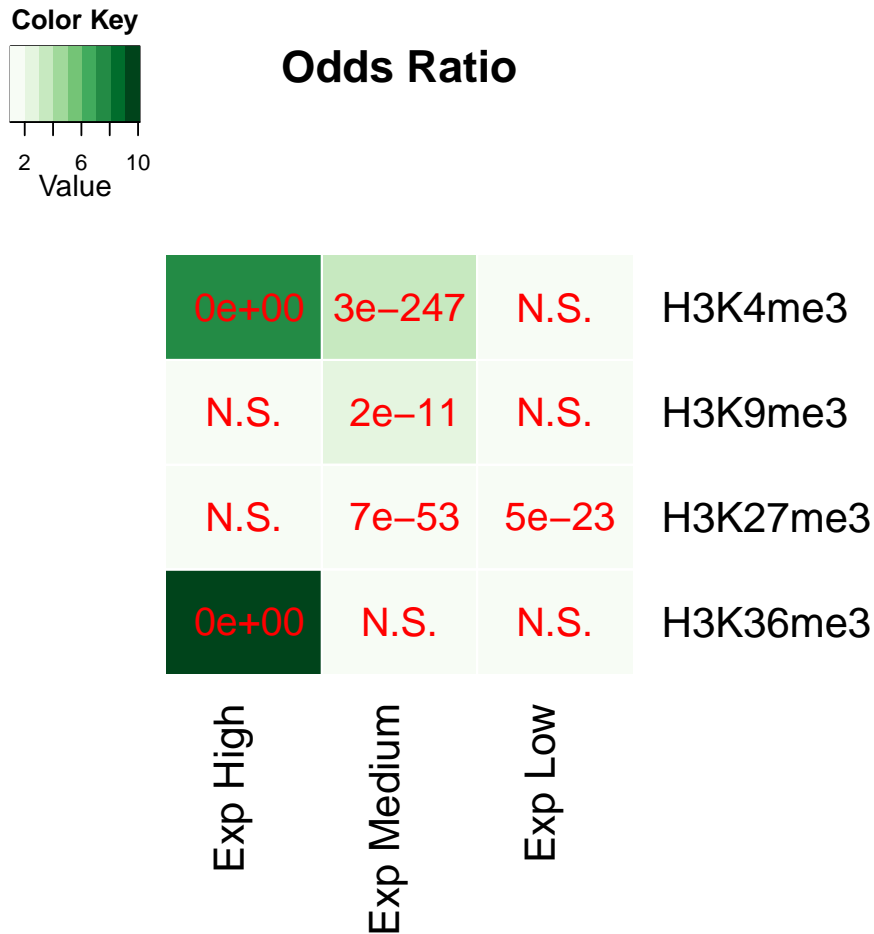 Color Key
Odds Ratio
2 6 10
Value
0e+00 3e−247 N.S. H3K4me3
N.S. 2e−11 N.S. H3K9me3
N.S. 7e−53 5e−23 H3K27me3
0e+00 N.S. N.S. H3K36me3
Exp High
Exp Medium
Exp Low